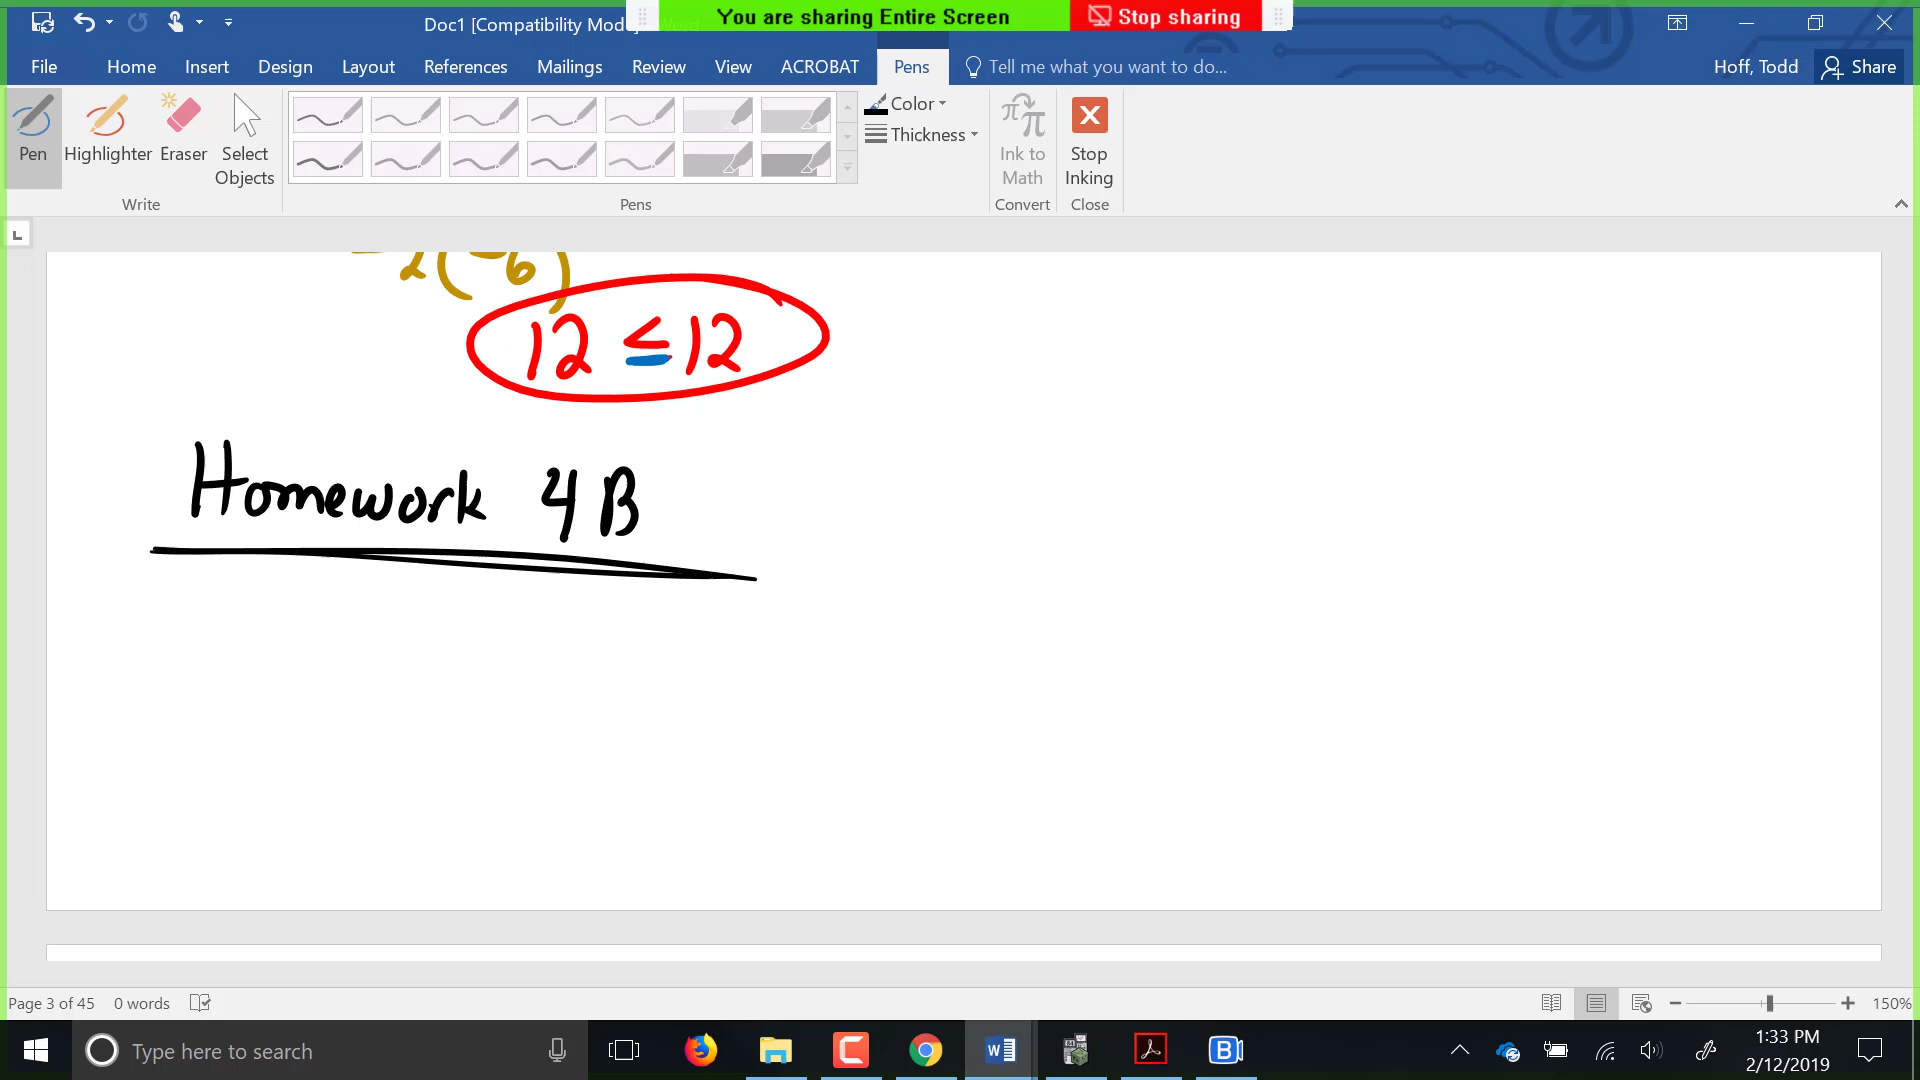 Doc1 [Compatibility Mod
You are sharing Entire Screen
Stop sharing
File Home Insert Design Layout References Mailings Review View ACROBAT Pens Tell me what you want to do... Hoff, Todd Share
Pen Highlighter Eraser Select Objects
Color
Thickness
Ink to Math
Stop Inking
Write Pens Convert Close
2(-6)
12 ≤ 12
Homework 4B
Page 3 of 45 0 words 150%
Type here to search
1:33 PM
2/12/2019